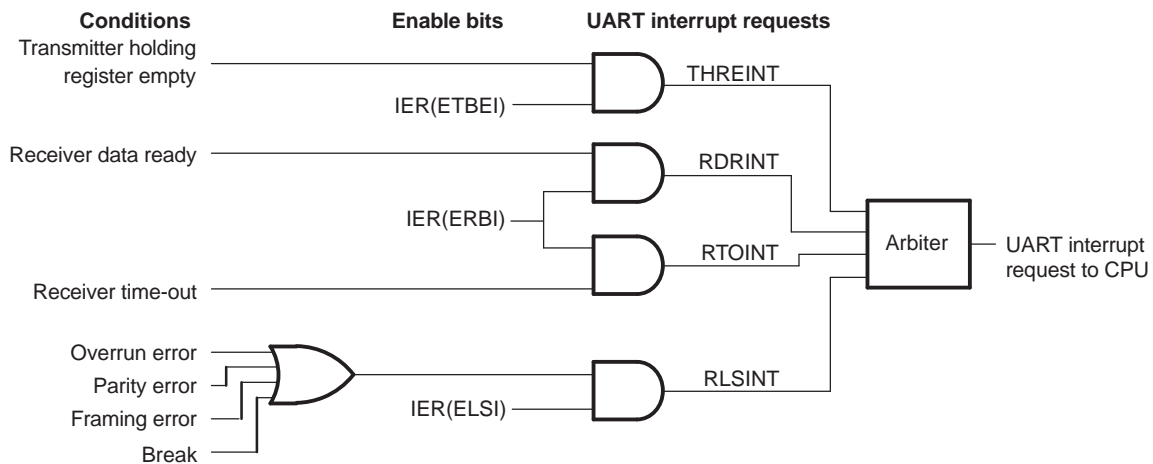 Conditions
Enable bits
UART interrupt requests
Transmitter holding
register empty
THREINT
IER(ETBEI)
Receiver data ready
RDRINT
IER(ERBI)
Arbiter
UART interrupt
request to CPU
RTOINT
Receiver time-out
Overrun error
Parity error
RLSINT
Framing error
IER(ELSI)
Break